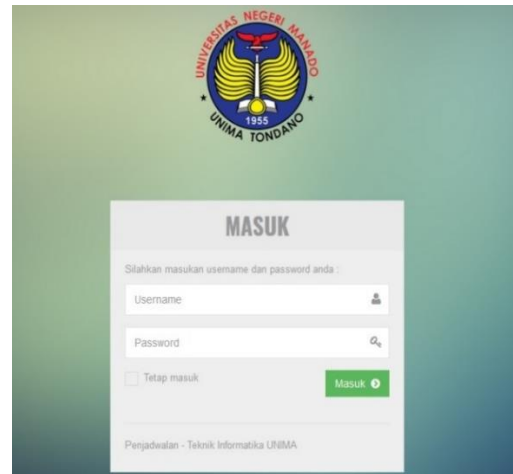 UNIVERSITAS NEGERI MANADO
1955
UNIMA TONDANO
MASUK
Silahkan masukan username dan password anda :
Username
Password
Tetap masuk
Masuk
Penjadwalan - Teknik Informatika UNIMA